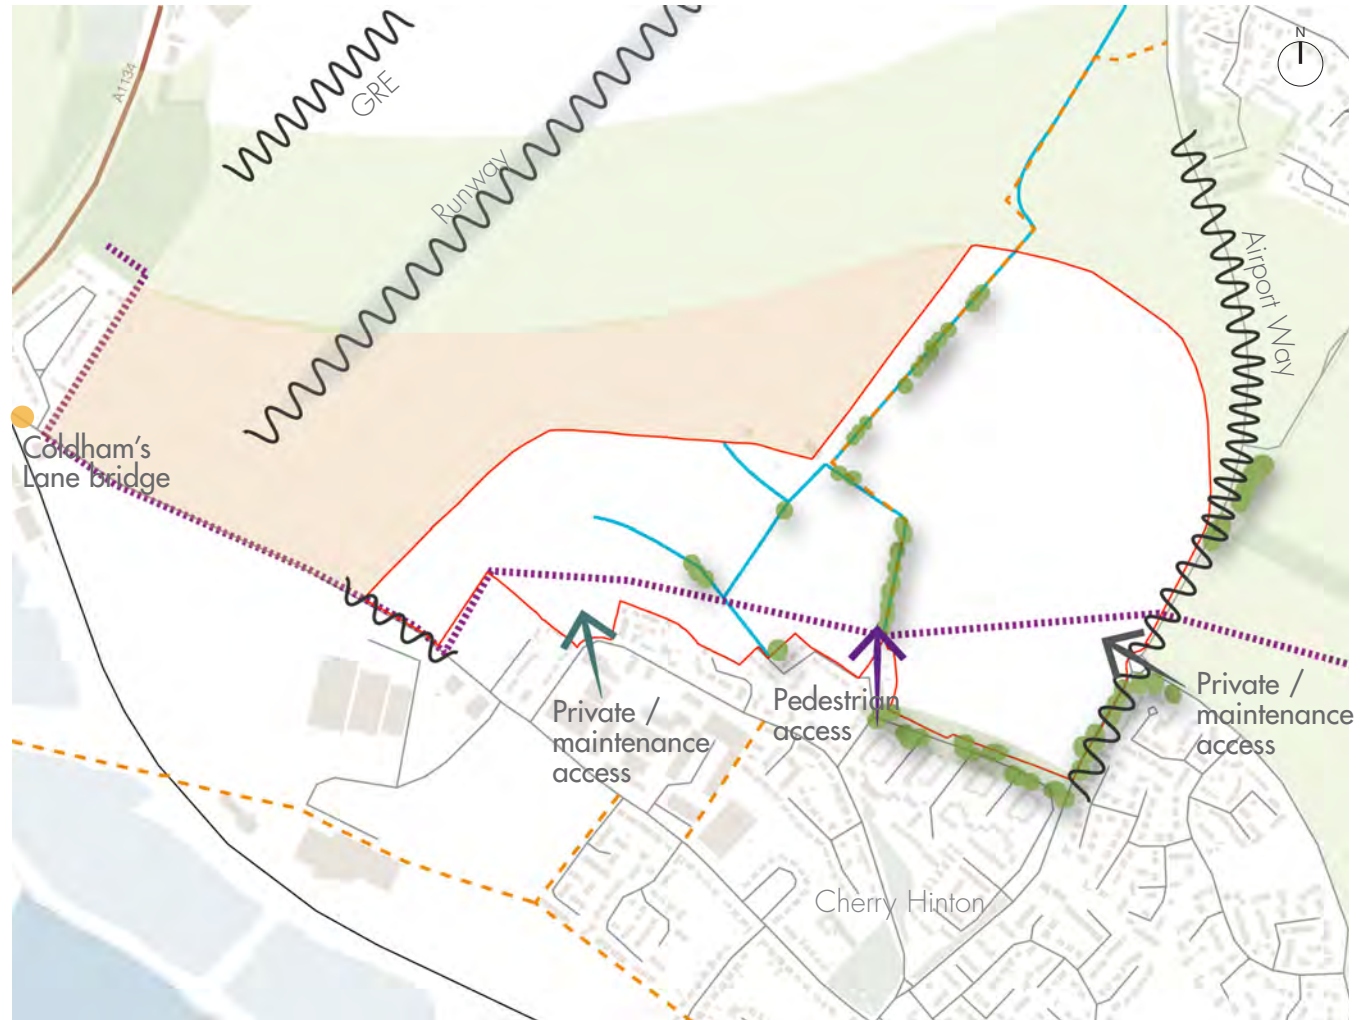 N
A1134
GRE
Runway
Airport Way
Coldham's
Lane bridge
Private /
maintenance
access
Pedestrian
access
Private /
maintenance
access
Cherry Hinton